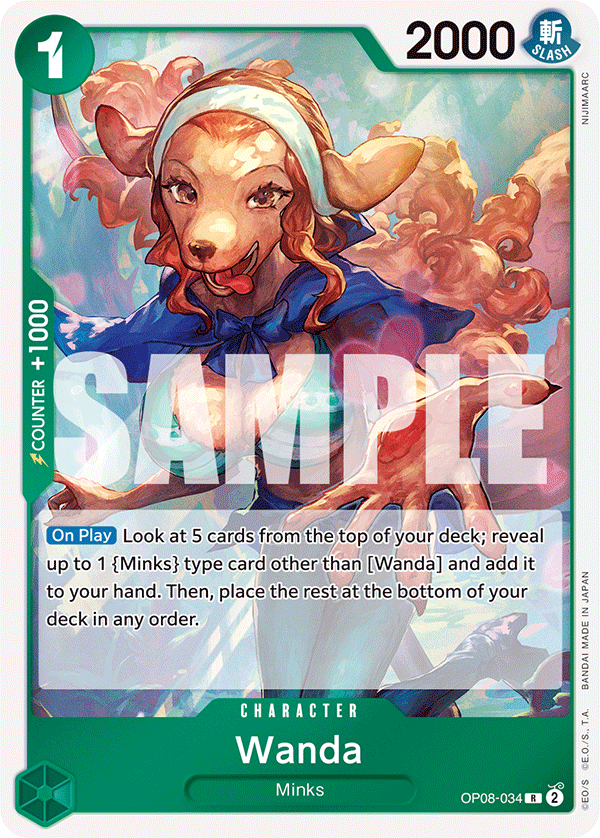 1
2000
斬
SLASH
NIJIMAARC
COUNTER +1000
SAMPLE
On Play Look at 5 cards from the top of your deck; reveal
up to 1 {Minks} type card other than [Wanda] and add it
to your hand. Then, place the rest at the bottom of your
deck in any order.
CHARACTER
Wanda
Minks
OP08-034 R 2
©EO/S ©E.O./S., T.A. BANDAI MADE IN JAPAN